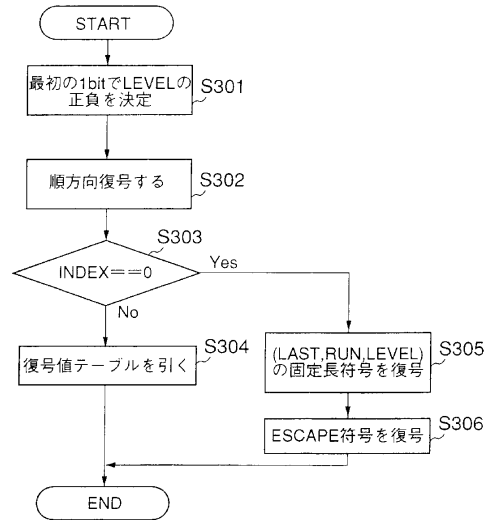 START
最初の1bitでLEVELの
正負を決定
S301
順方向復号する
S302
S303
INDEX==0
Yes
No
復号値テーブルを引く
S304
(LAST,RUN,LEVEL)
の固定長符号を復号
S305
ESCAPE符号を復号
S306
END